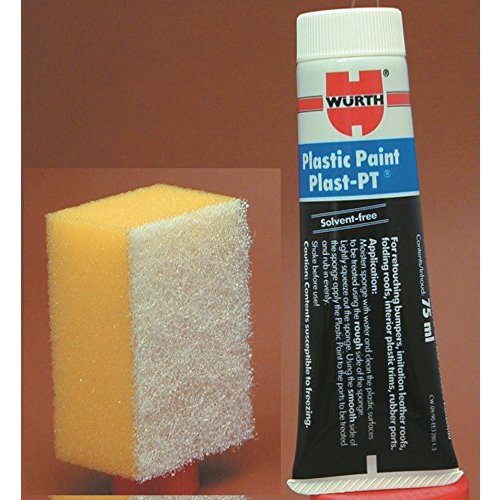 WÜRTH
®
Plastic Paint
Plast-PT®
Solvent-free
For retouching bumpers, imitation leather roofs,
folding roofs, interior plastic trims, rubber parts.
Application:
Moisten sponge with water and clean the plastic surfaces
to be treated using the rough side of the sponge.
Lightly squeeze out the sponge. Using the smooth side of
the sponge apply the Plastic Paint to the parts to be treated
and rub in evenly.
Shake before use!
Caution: Contents susceptible to freezing.
Contents/Inhoud:
75 ml